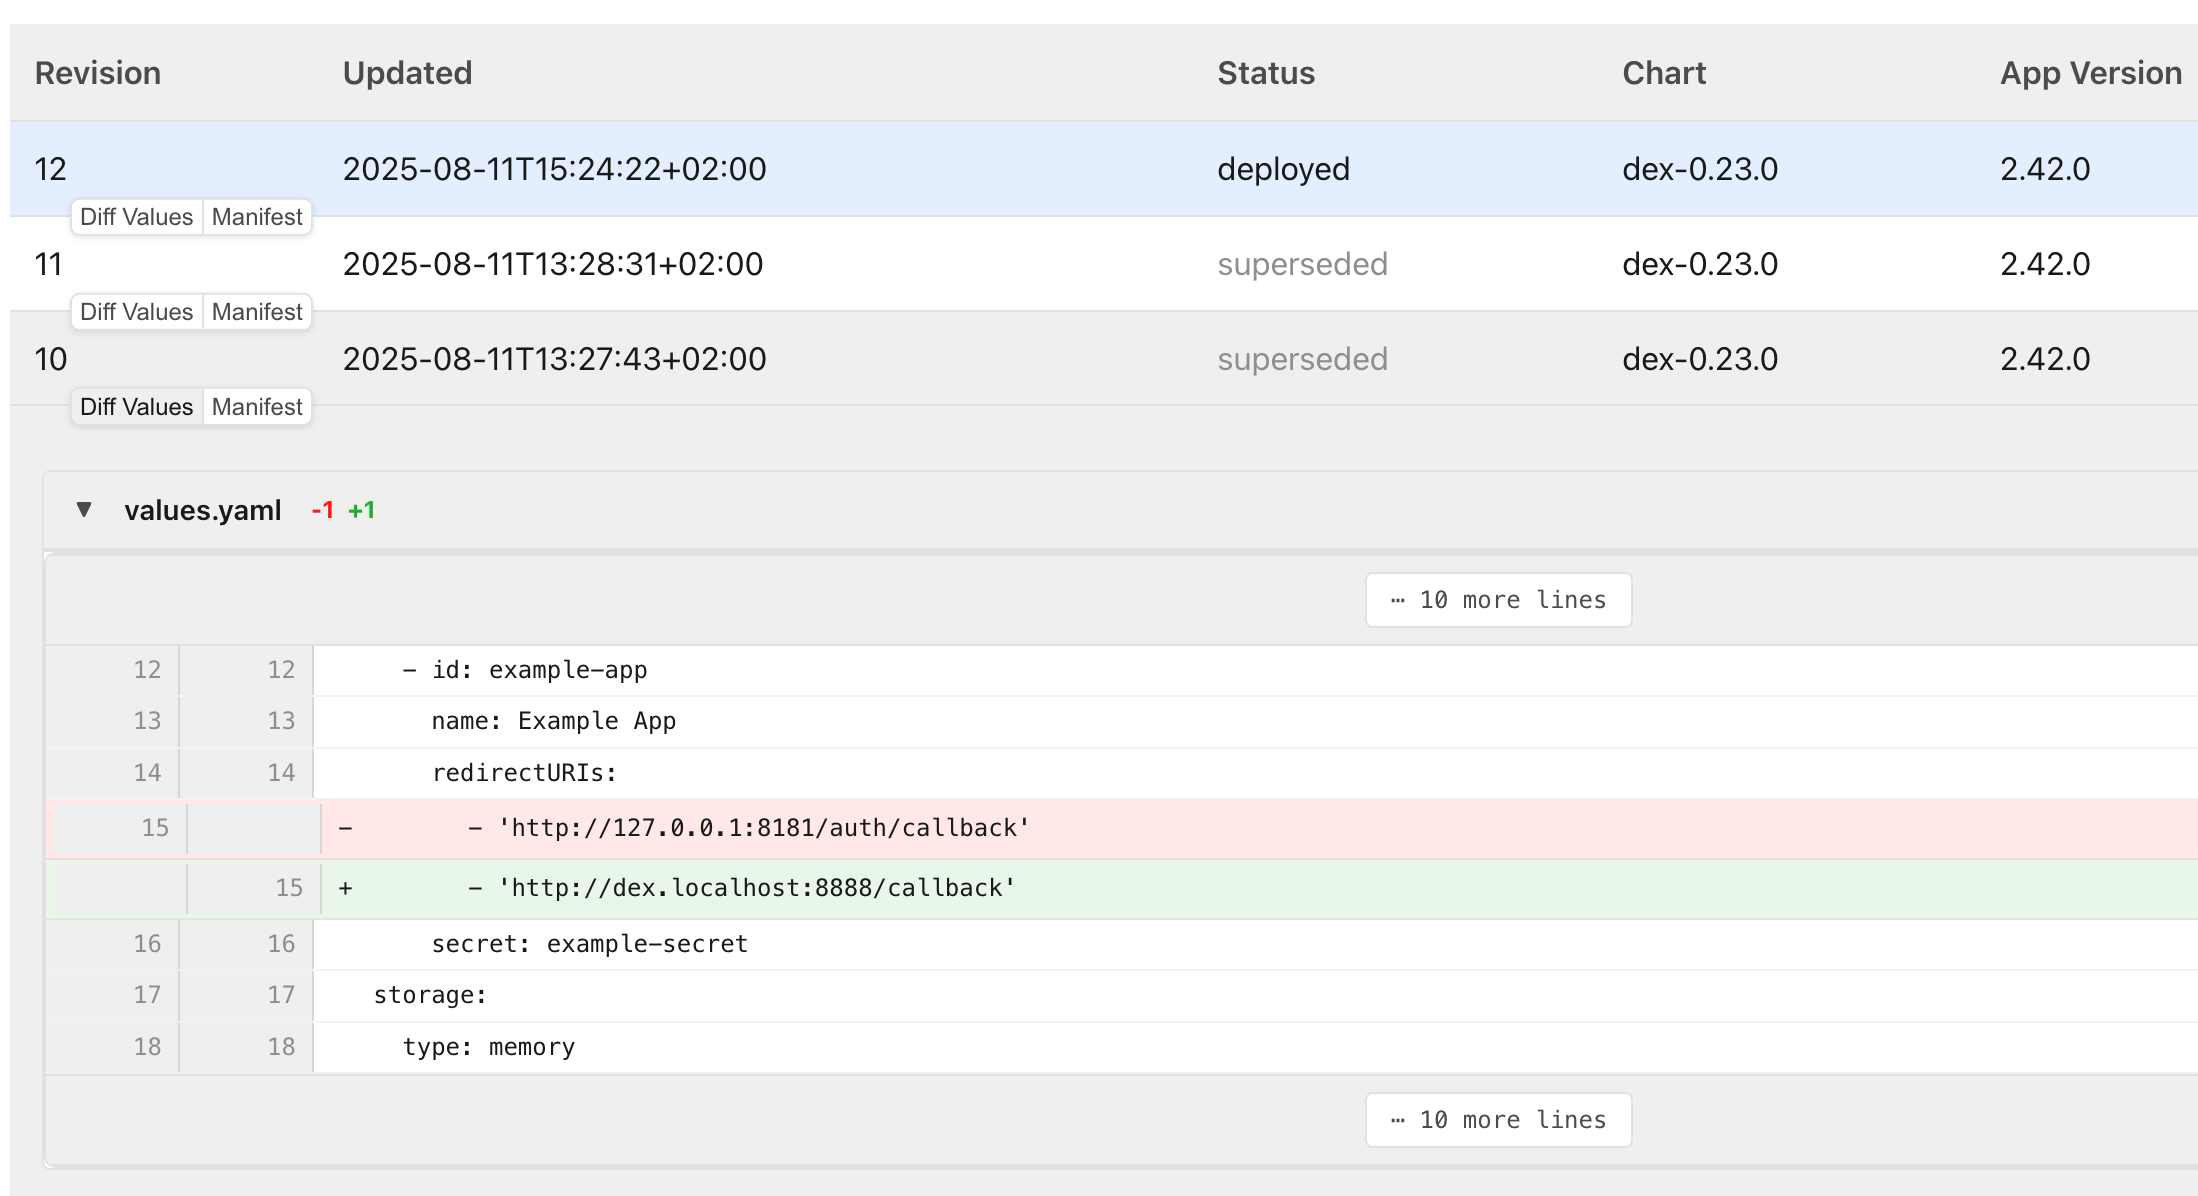 Revision Updated Status Chart App Version
12 2025-08-11T15:24:22+02:00 deployed dex-0.23.0 2.42.0
Diff Values Manifest
11 2025-08-11T13:28:31+02:00 superseded dex-0.23.0 2.42.0
Diff Values Manifest
10 2025-08-11T13:27:43+02:00 superseded dex-0.23.0 2.42.0
Diff Values Manifest
▼ values.yaml -1 +1
⋯ 10 more lines
12 12 - id: example-app
13 13 name: Example App
14 14 redirectURIs:
15 - - 'http://127.0.0.1:8181/auth/callback'
15 + - 'http://dex.localhost:8888/callback'
16 16 secret: example-secret
17 17 storage:
18 18 type: memory
⋯ 10 more lines